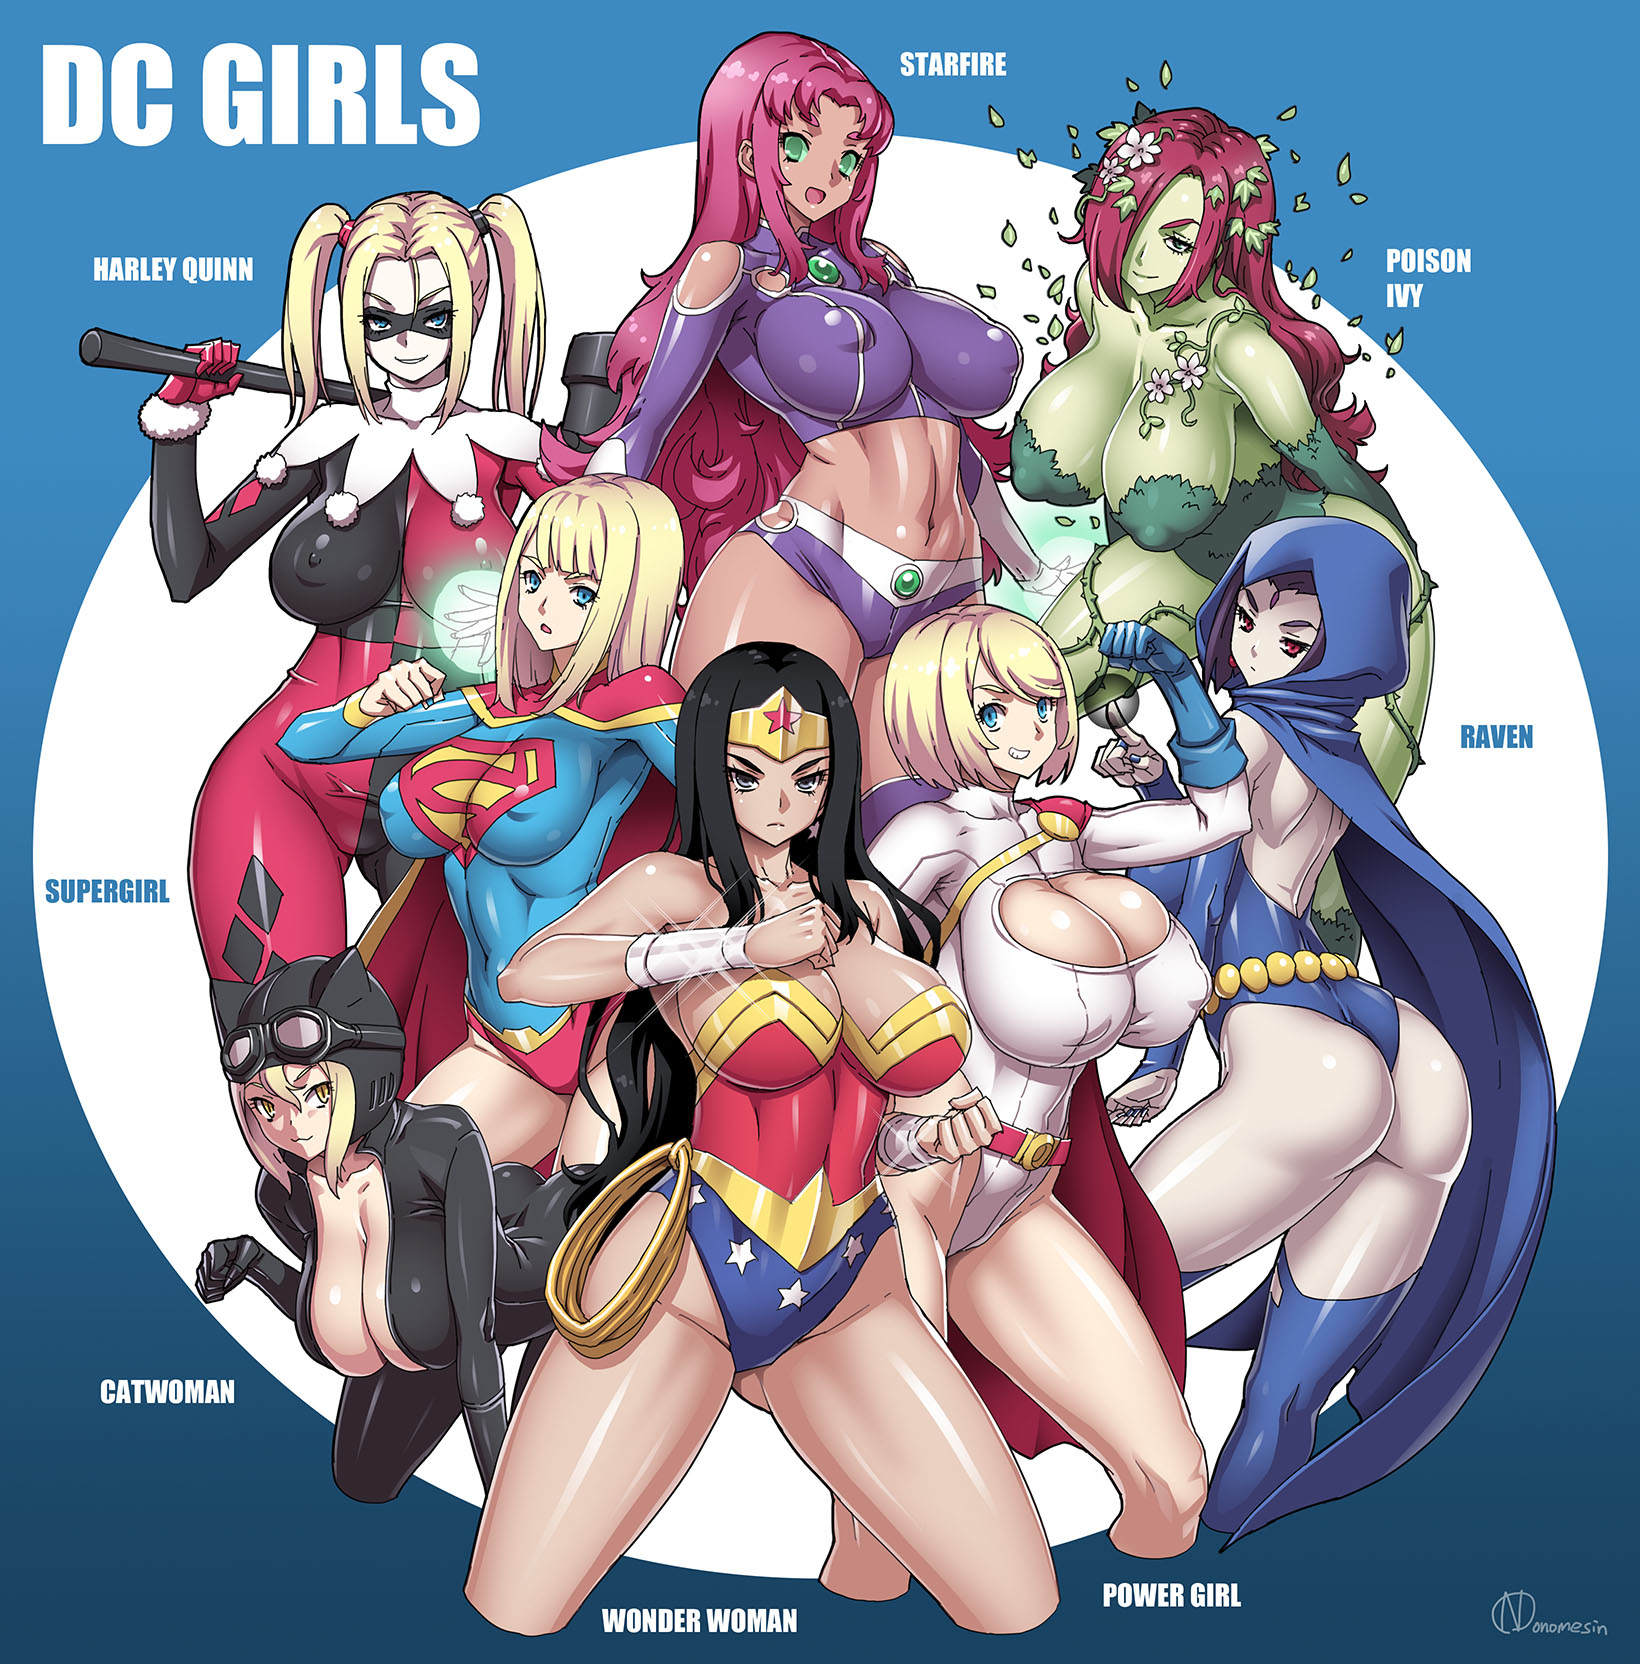 DC GIRLS
STARFIRE
HARLEY QUINN
POISON
IVY
RAVEN
SUPERGIRL
CATWOMAN
POWER GIRL
WONDER WOMAN
Nonomesin